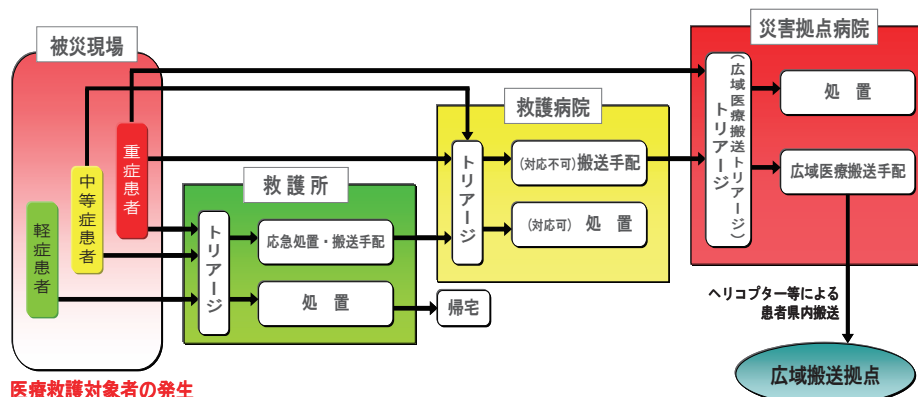 被災現場
重症患者
中等症患者
軽症患者
医療救護対象者の発生
救護所
トリアージ
応急処置・搬送手配
処 置
帰宅
救護病院
トリアージ
(対応不可)搬送手配
(対応可) 処 置
災害拠点病院
トリアージ
(広域医療搬送トリアージ)
処 置
広域医療搬送手配
ヘリコプター等による
患者県内搬送
広域搬送拠点